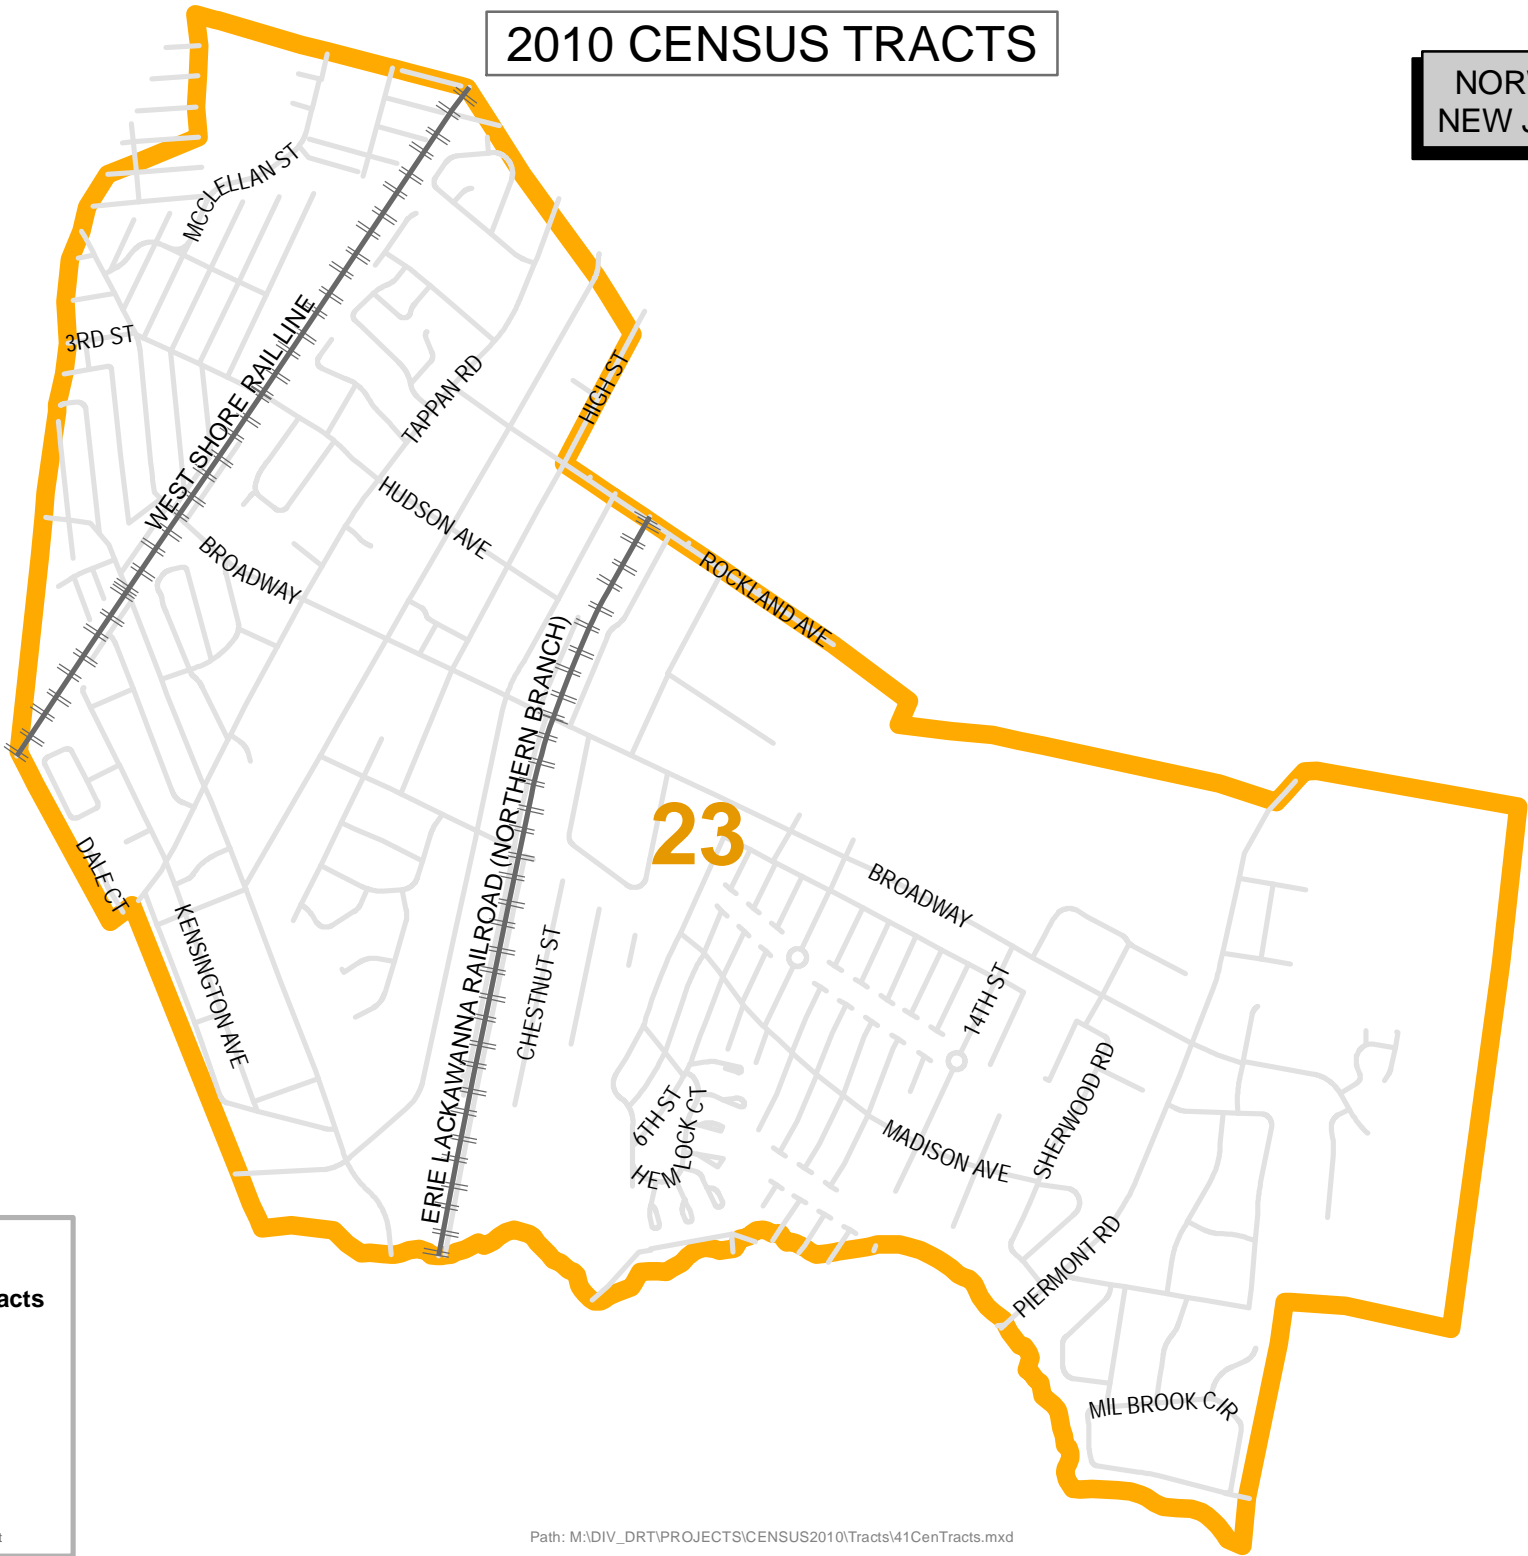 2010 CENSUS TRACTS
NOR
NEW
MCCLELLAN ST
3RD ST
WEST SHORE RAIL LINE
TAPPAN RD
HIGH ST
HUDSON AVE
BROADWAY
ROCKLAND AVE
ERIE LACKAWANNA RAILROAD (NORTHERN BRANCH)
23
DALE CT
KENSINGTON AVE
CHESTNUT ST
BROADWAY
14TH ST
6TH ST
HEMLOCK CT
MADISON AVE
SHERWOOD RD
PIERMONT RD
MIL BROOK CIR
acts
t
Path: M:\DIV_DRT\PROJECTS\CENSUS2010\Tracts\41CenTracts.mxd